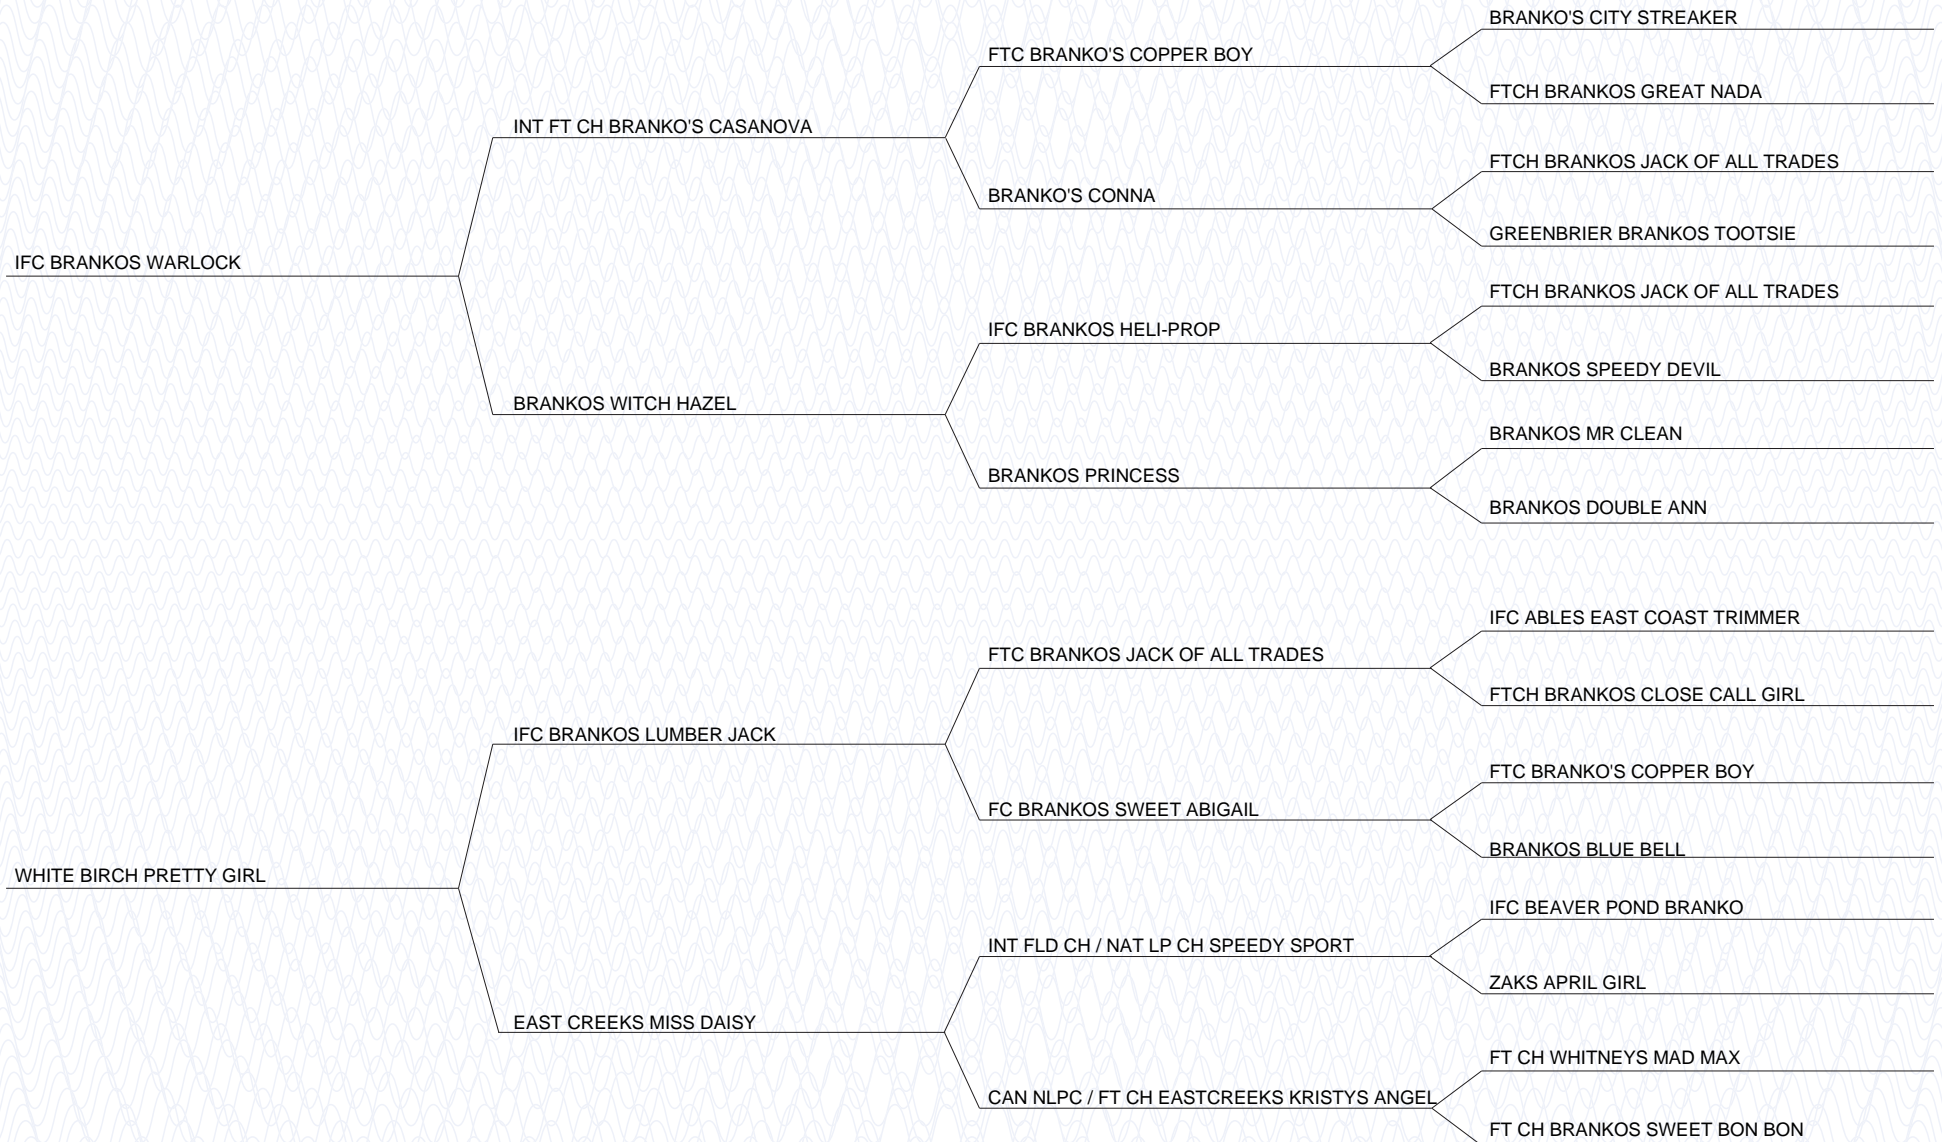 BRANKO'S CITY STREAKER
FTC BRANKO'S COPPER BOY
FTCH BRANKOS GREAT NADA
INT FT CH BRANKO'S CASANOVA
FTCH BRANKOS JACK OF ALL TRADES
BRANKO'S CONNA
GREENBRIER BRANKOS TOOTSIE
IFC BRANKOS WARLOCK
FTCH BRANKOS JACK OF ALL TRADES
IFC BRANKOS HELI-PROP
BRANKOS SPEEDY DEVIL
BRANKOS WITCH HAZEL
BRANKOS MR CLEAN
BRANKOS PRINCESS
BRANKOS DOUBLE ANN
IFC ABLES EAST COAST TRIMMER
FTC BRANKOS JACK OF ALL TRADES
FTCH BRANKOS CLOSE CALL GIRL
IFC BRANKOS LUMBER JACK
FTC BRANKO'S COPPER BOY
FC BRANKOS SWEET ABIGAIL
BRANKOS BLUE BELL
WHITE BIRCH PRETTY GIRL
IFC BEAVER POND BRANKO
INT FLD CH / NAT LP CH SPEEDY SPORT
ZAKS APRIL GIRL
EAST CREEKS MISS DAISY
FT CH WHITNEYS MAD MAX
CAN NLPC / FT CH EASTCREEKS KRISTYS ANGEL
FT CH BRANKOS SWEET BON BON